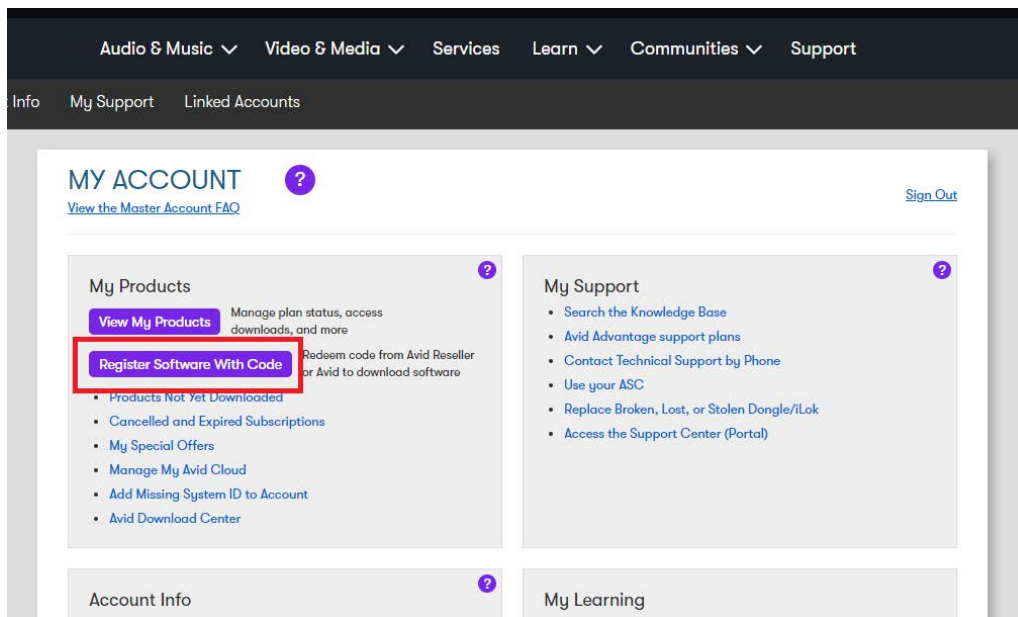 Audio & Music Video & Media Services Learn Communities Support
Info My Support Linked Accounts
MY ACCOUNT ?
View the Master Account FAQ
Sign Out
?
My Products
View My Products
Manage plan status, access
downloads, and more
Register Software With Code
Redeem code from Avid Reseller
or Avid to download software
• Products Not Yet Downloaded
• Cancelled and Expired Subscriptions
• My Special Offers
• Manage My Avid Cloud
• Add Missing System ID to Account
• Avid Download Center
?
My Support
• Search the Knowledge Base
• Avid Advantage support plans
• Contact Technical Support by Phone
• Use your ASC
• Replace Broken, Lost, or Stolen Dongle/iLok
• Access the Support Center (Portal)
?
Account Info
My Learning